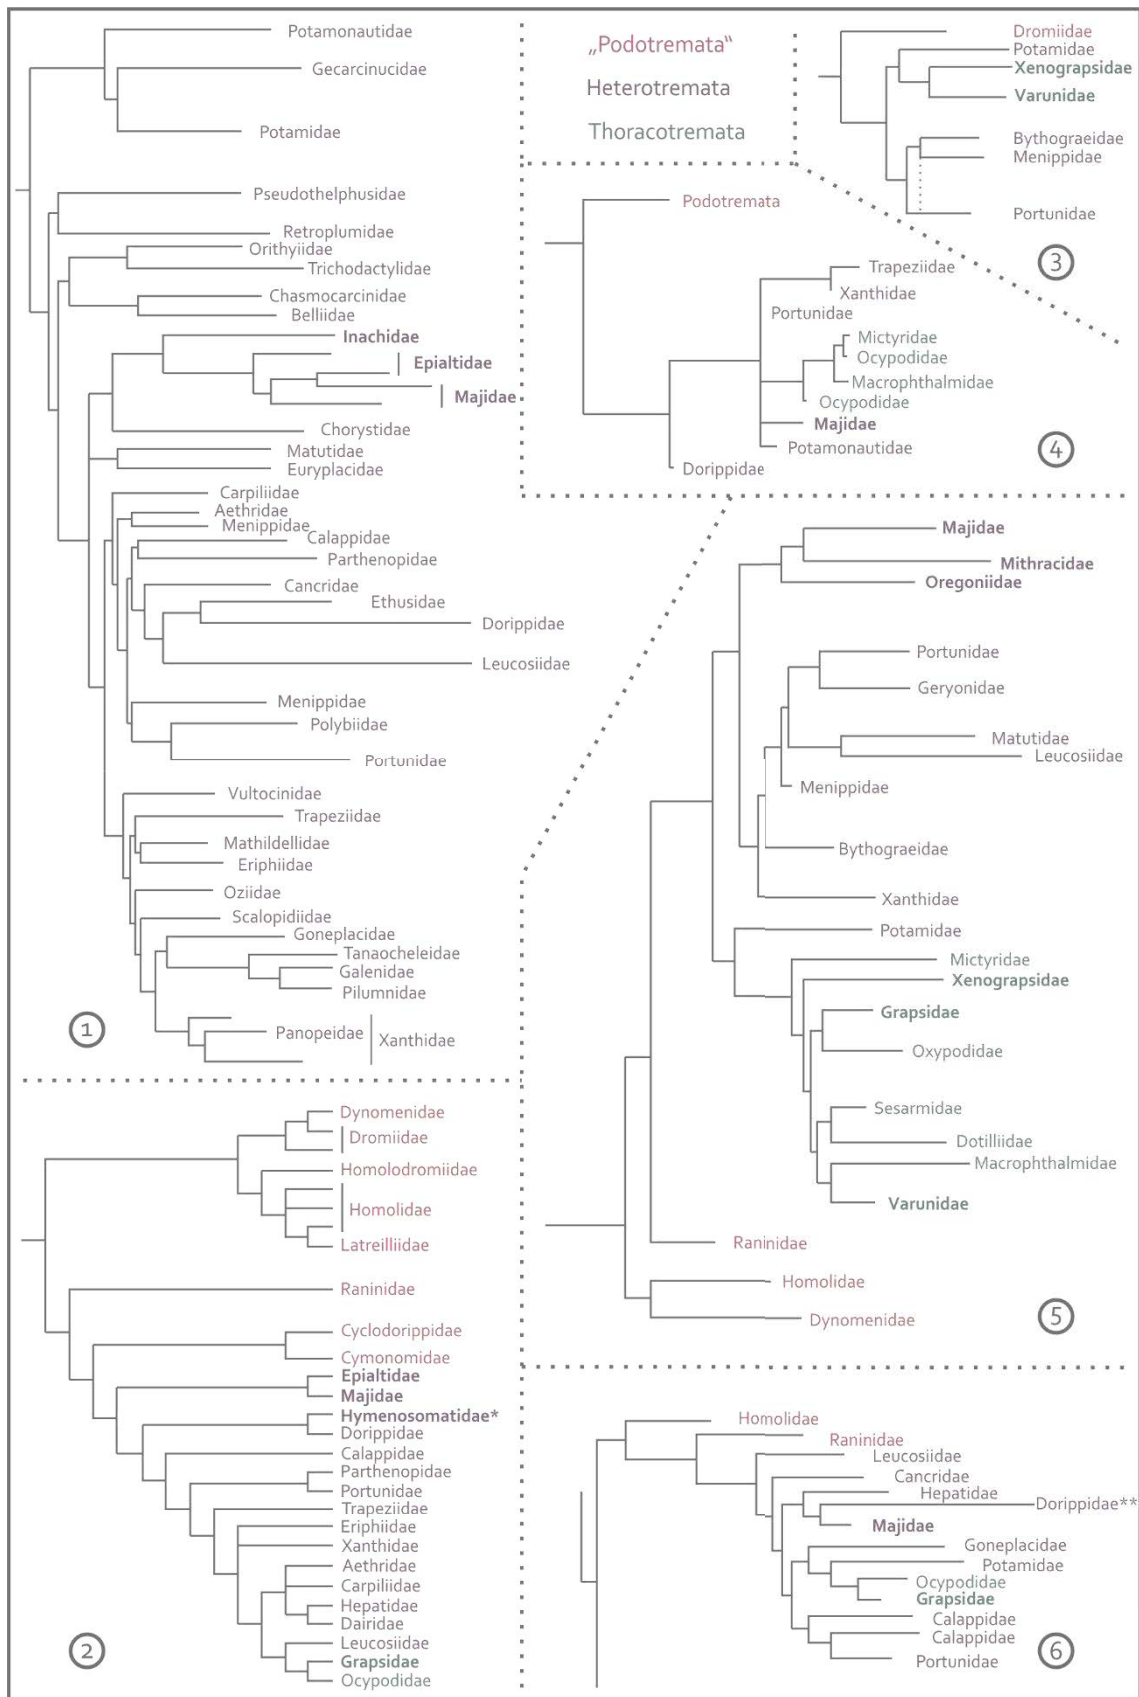 Potamonautidae
Gecarcinucidae
Potamidae
Pseudothelphusidae
Retroplumidae
Orithyiidae
Trichodactylidae
Chasmocarcinidae
Belliidae
Inachidae
Epialtidae
Majidae
Chorystidae
Matutidae
Euryplacidae
Carpiliidae
Aethridae
Menippidae
Calappidae
Parthenopidae
Cancridae
Ethusidae
Dorippidae
Leucosiidae
Menippidae
Polybiidae
Portunidae
Vultocinidae
Trapeziidae
Mathildellidae
Eriphiidae
Oziidae
Scalopidiidae
Goneplacidae
Tanaocheleidae
Galenidae
Pilumnidae
Panopeidae
Xanthidae
1
„Podotremata“
Heterotremata
Thoracotremata
Dromiidae
Potamidae
Xenograpsidae
Varunidae
Bythograeidae
Menippidae
Portunidae
3
Podotremata
Trapeziidae
Xanthidae
Portunidae
Mictyridae
Ocypodidae
Macrophthalmidae
Ocypodidae
Majidae
Potamonautidae
Dorippidae
4
Majidae
Mithracidae
Oregoniidae
Portunidae
Geryonidae
Matutidae
Leucosiidae
Menippidae
Bythograeidae
Xanthidae
Potamidae
Mictyridae
Xenograpsidae
Grapsidae
Oxypodidae
Sesarmidae
Dotilliidae
Macrophthalmidae
Varunidae
Raninidae
Homolidae
Dynomenidae
5
Dynomenidae
Dromiidae
Homolodromiidae
Homolidae
Latreilliidae
Raninidae
Cyclodorippidae
Cymonomidae
Epialtidae
Majidae
Hymenosomatidae*
Dorippidae
Calappidae
Parthenopidae
Portunidae
Trapeziidae
Eriphiidae
Xanthidae
Aethridae
Carpiliidae
Hepatidae
Dairidae
Leucosiidae
Grapsidae
Ocypodidae
2
Homolidae
Raninidae
Leucosiidae
Cancridae
Hepatidae
Dorippidae**
Majidae
Goneplacidae
Potamidae
Ocypodidae
Grapsidae
Calappidae
Calappidae
Portunidae
6